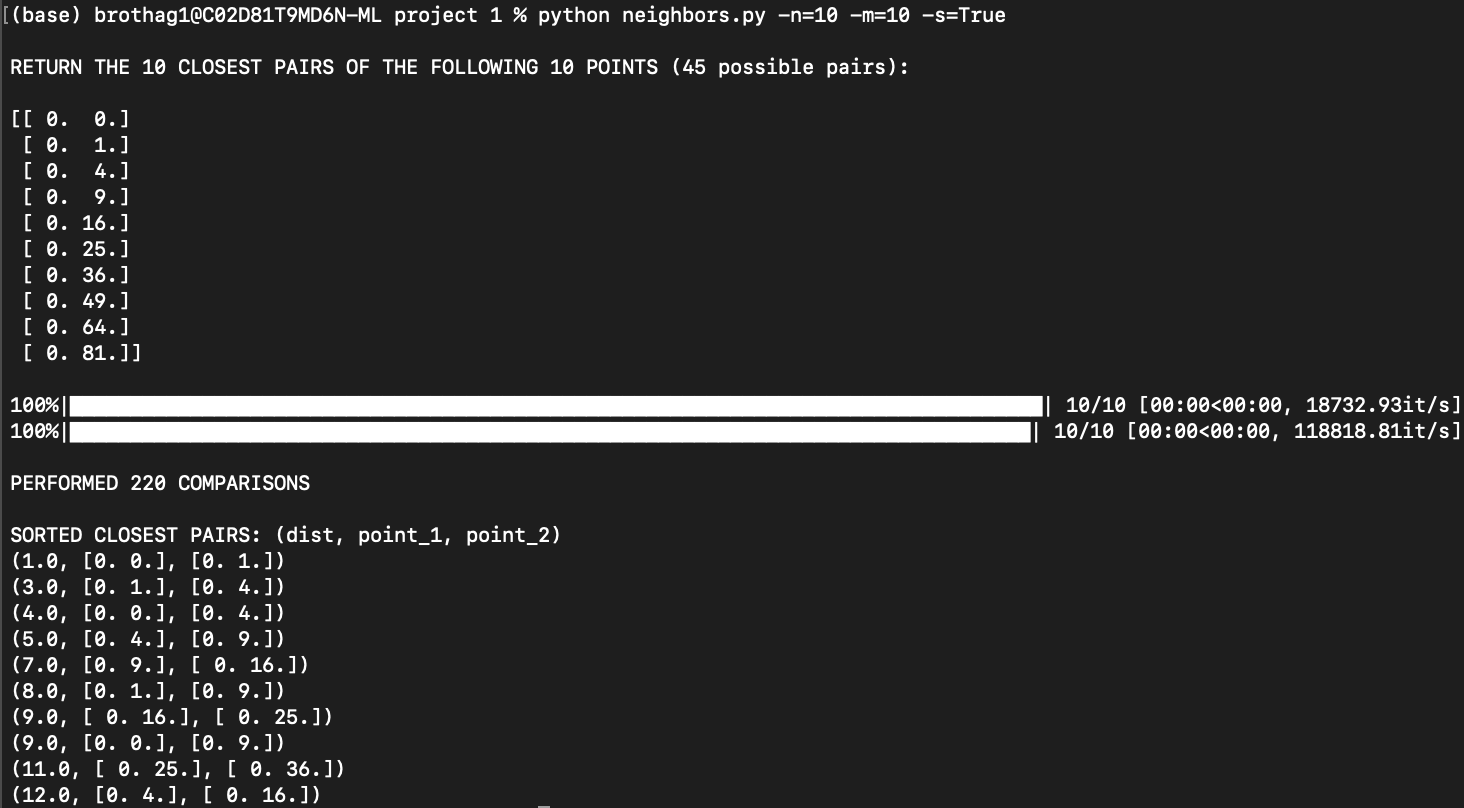 [(base) brothag1@C02D81T9MD6N-ML project 1 % python neighbors.py -n=10 -m=10 -s=True
RETURN THE 10 CLOSEST PAIRS OF THE FOLLOWING 10 POINTS (45 possible pairs):
[[ 0.  0.]
 [ 0.  1.]
 [ 0.  4.]
 [ 0.  9.]
 [ 0. 16.]
 [ 0. 25.]
 [ 0. 36.]
 [ 0. 49.]
 [ 0. 64.]
 [ 0. 81.]]
100%|| 10/10 [00:00<00:00, 18732.93it/s]
100%|| 10/10 [00:00<00:00, 118818.81it/s]
PERFORMED 220 COMPARISONS
SORTED CLOSEST PAIRS: (dist, point_1, point_2)
(1.0, [0. 0.], [0. 1.])
(3.0, [0. 1.], [0. 4.])
(4.0, [0. 0.], [0. 4.])
(5.0, [0. 4.], [0. 9.])
(7.0, [0. 9.], [ 0. 16.])
(8.0, [0. 1.], [0. 9.])
(9.0, [ 0. 16.], [ 0. 25.])
(9.0, [0. 0.], [0. 9.])
(11.0, [ 0. 25.], [ 0. 36.])
(12.0, [0. 4.], [ 0. 16.])